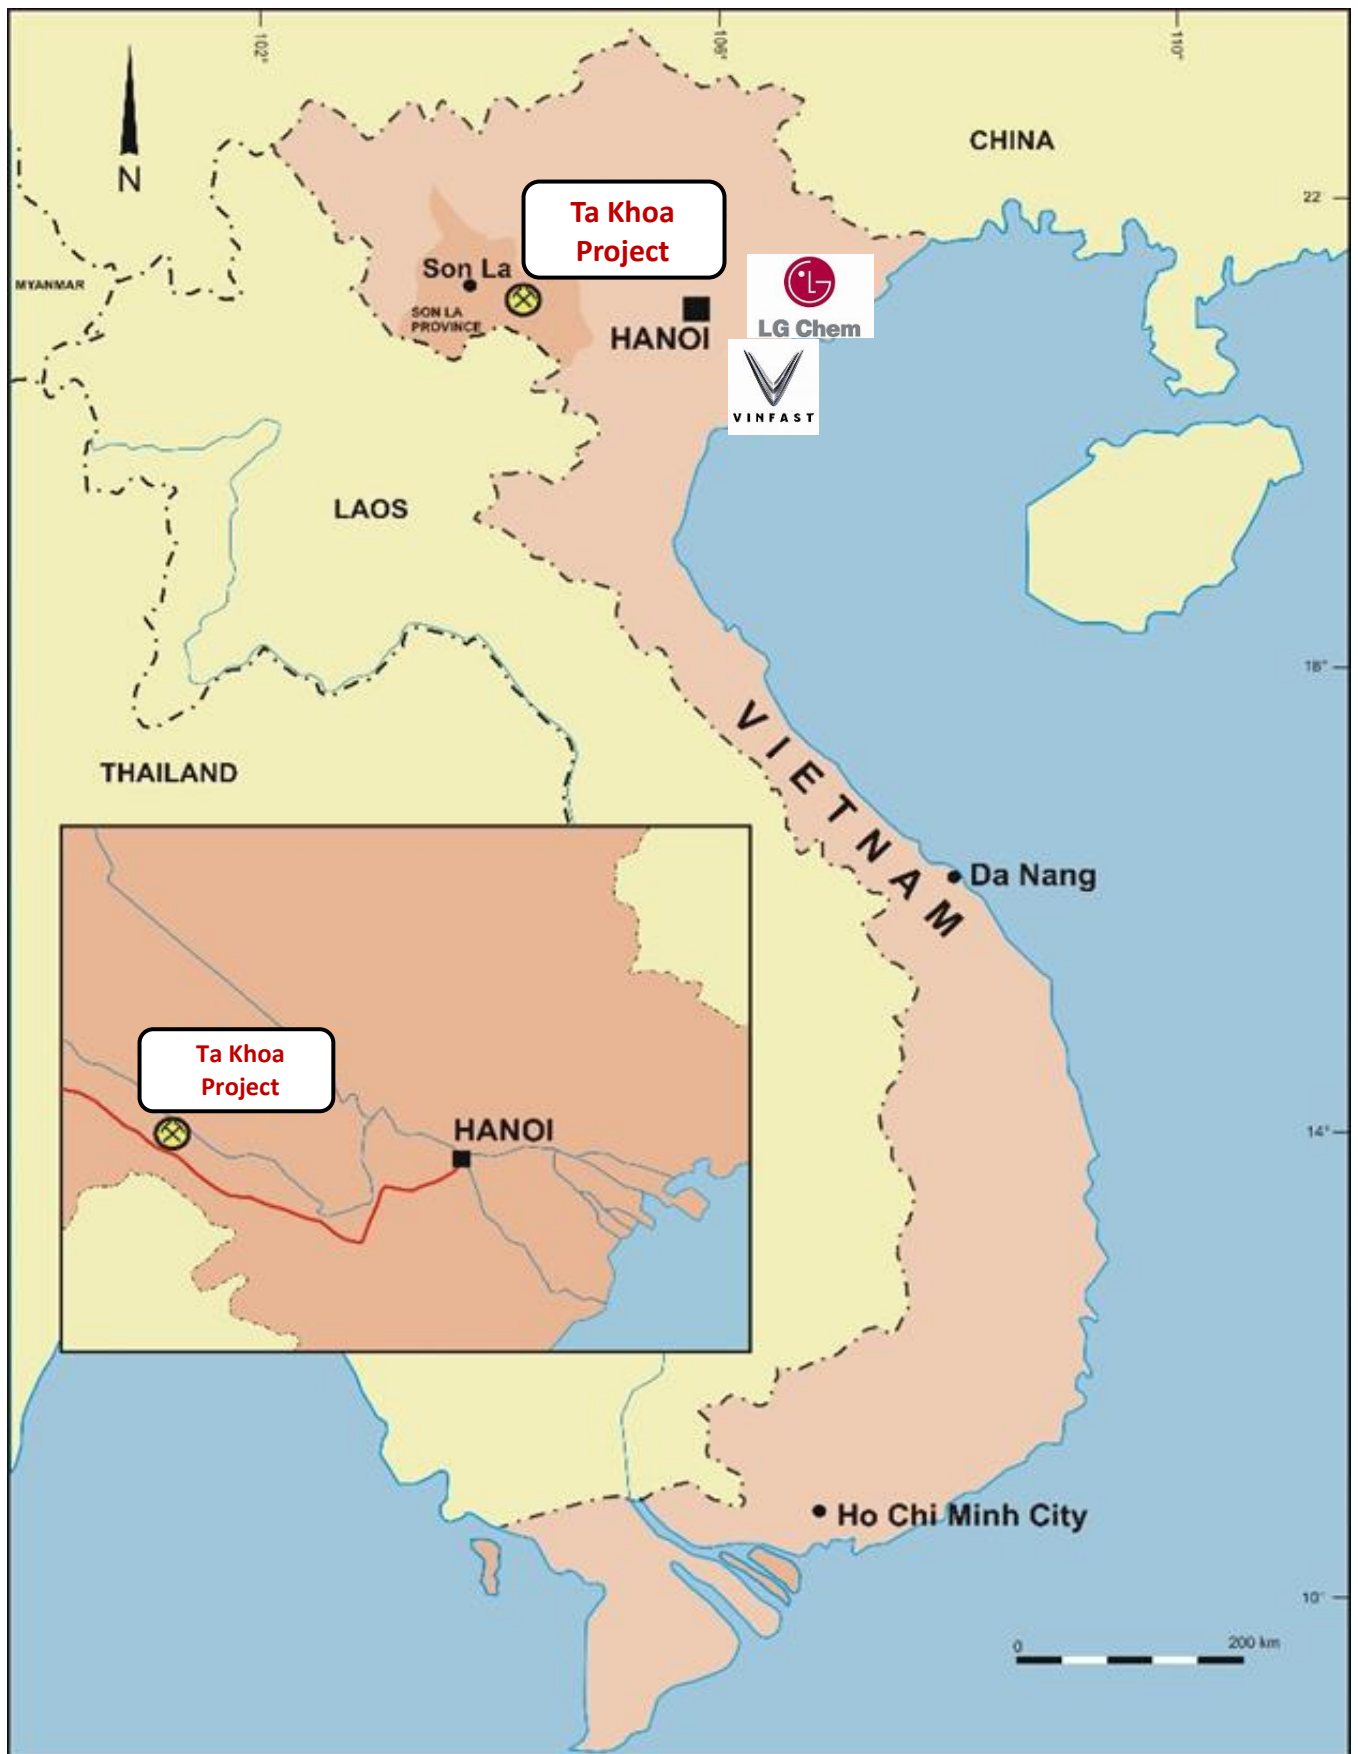 102°
106°
110°
N
CHINA
22
Ta Khoa
Project
Son La
MYANMAR
SON LA
PROVINCE
HANOI
LG
LG Chem
VINFAST
LAOS
18°
THAILAND
VIETNAM
Da Nang
Ta Khoa
Project
HANOI
14°
Ho Chi Minh City
10°
0
200 km